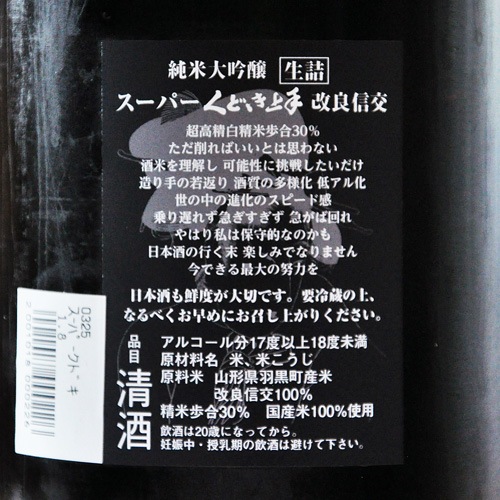 純米大吟醸 生詰
スーパーくどき上手 改良信交
超高精白精米歩合30%
ただ削ればいいとは思わない
酒米を理解し 可能性に挑戦したいだけ
造り手の若返り 酒質の多様化 低アル化
世の中の進化のスピード感
乗り遅れず急ぎすぎず 急がば回れ
やはり私は保守的なのかも
日本酒の行く末 楽しみでなりません
今できる最大の努力を
日本酒も鮮度が大切です。要冷蔵の上、
なるべくお早めにお召し上がりください。
品目 清酒
アルコール分17度以上18度未満
原材料名 米、米こうじ
原料米 山形県羽黒町産米
改良信交100%
精米歩合30% 国産米100%使用
飲酒は20歳になってから。
妊娠中・授乳期の飲酒は避けて下さい。
0325
スーパークドキ
1.8